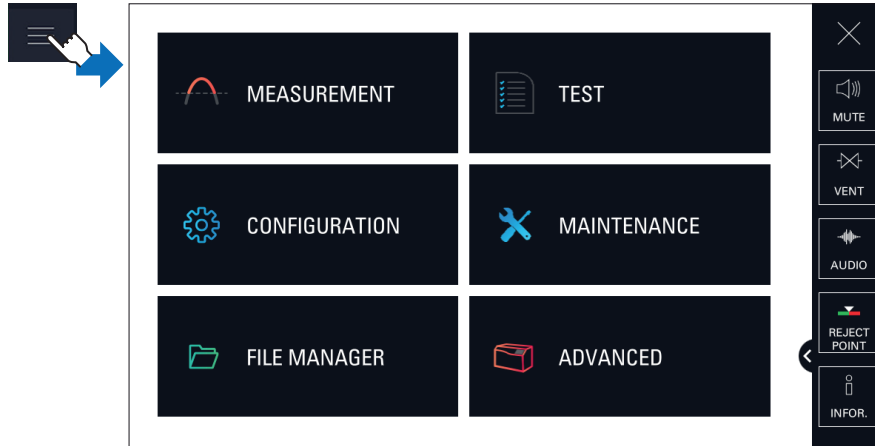 MEASUREMENT
TEST
CONFIGURATION
MAINTENANCE
FILE MANAGER
ADVANCED
MUTE
VENT
AUDIO
REJECT
POINT
INFOR.